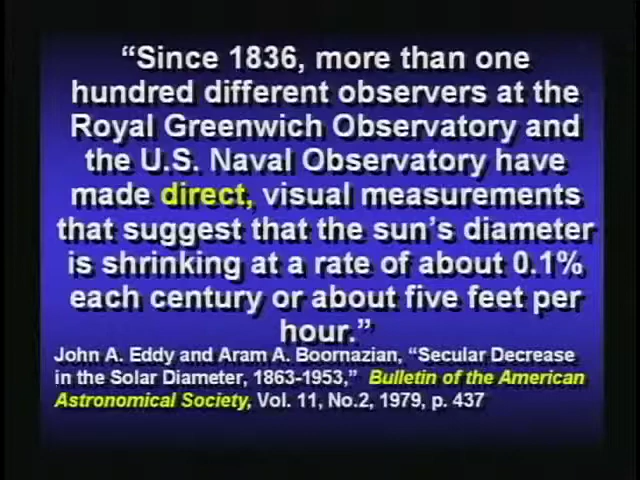 “Since 1836, more than one
hundred different observers at the
Royal Greenwich Observatory and
the U.S. Naval Observatory have
made direct, visual measurements
that suggest that the sun’s diameter
is shrinking at a rate of about 0.1%
each century or about five feet per
hour.”
John A. Eddy and Aram A. Boornazian, “Secular Decrease
in the Solar Diameter, 1863-1953,” Bulletin of the American
Astronomical Society, Vol. 11, No.2, 1979, p. 437